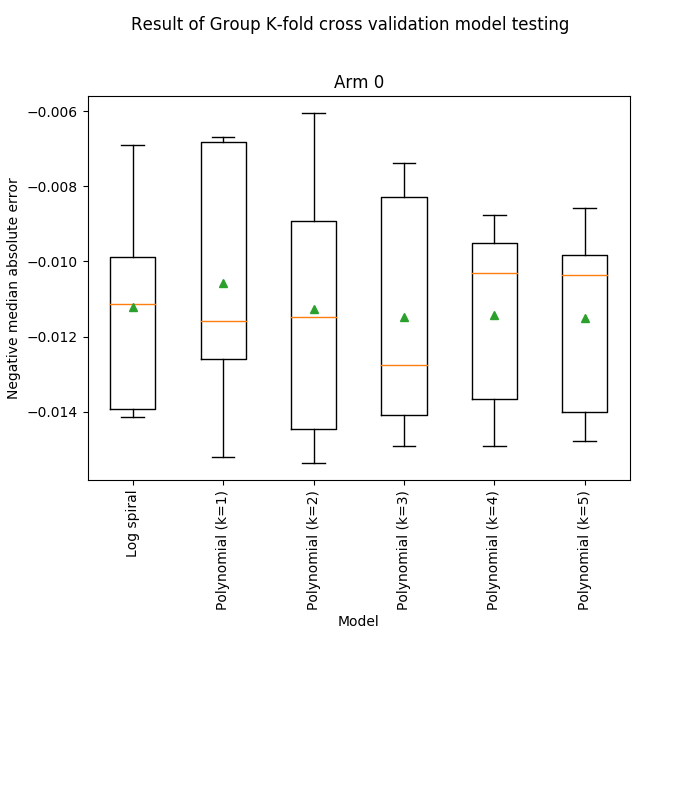 Result of Group K-fold cross validation model testing
Arm 0
Negative median absolute error
−0.006
−0.008
−0.010
−0.012
−0.014
Log spiral
Polynomial (k=1)
Polynomial (k=2)
Polynomial (k=3)
Polynomial (k=4)
Polynomial (k=5)
Model